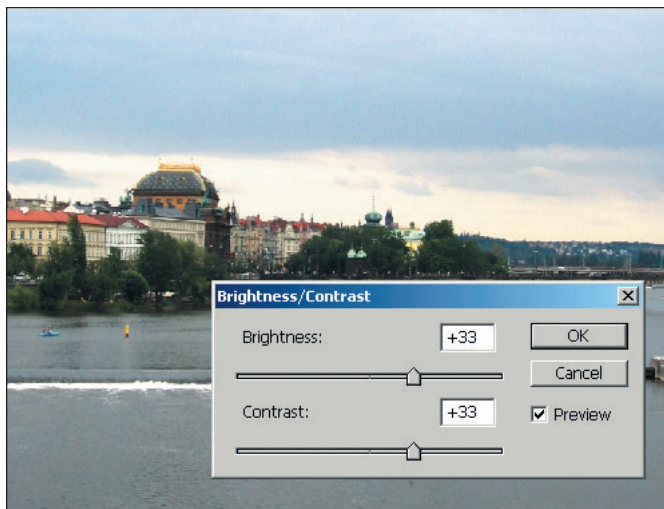 Brightness/Contrast
Brightness: +33 OK
Cancel
Contrast: +33 Preview